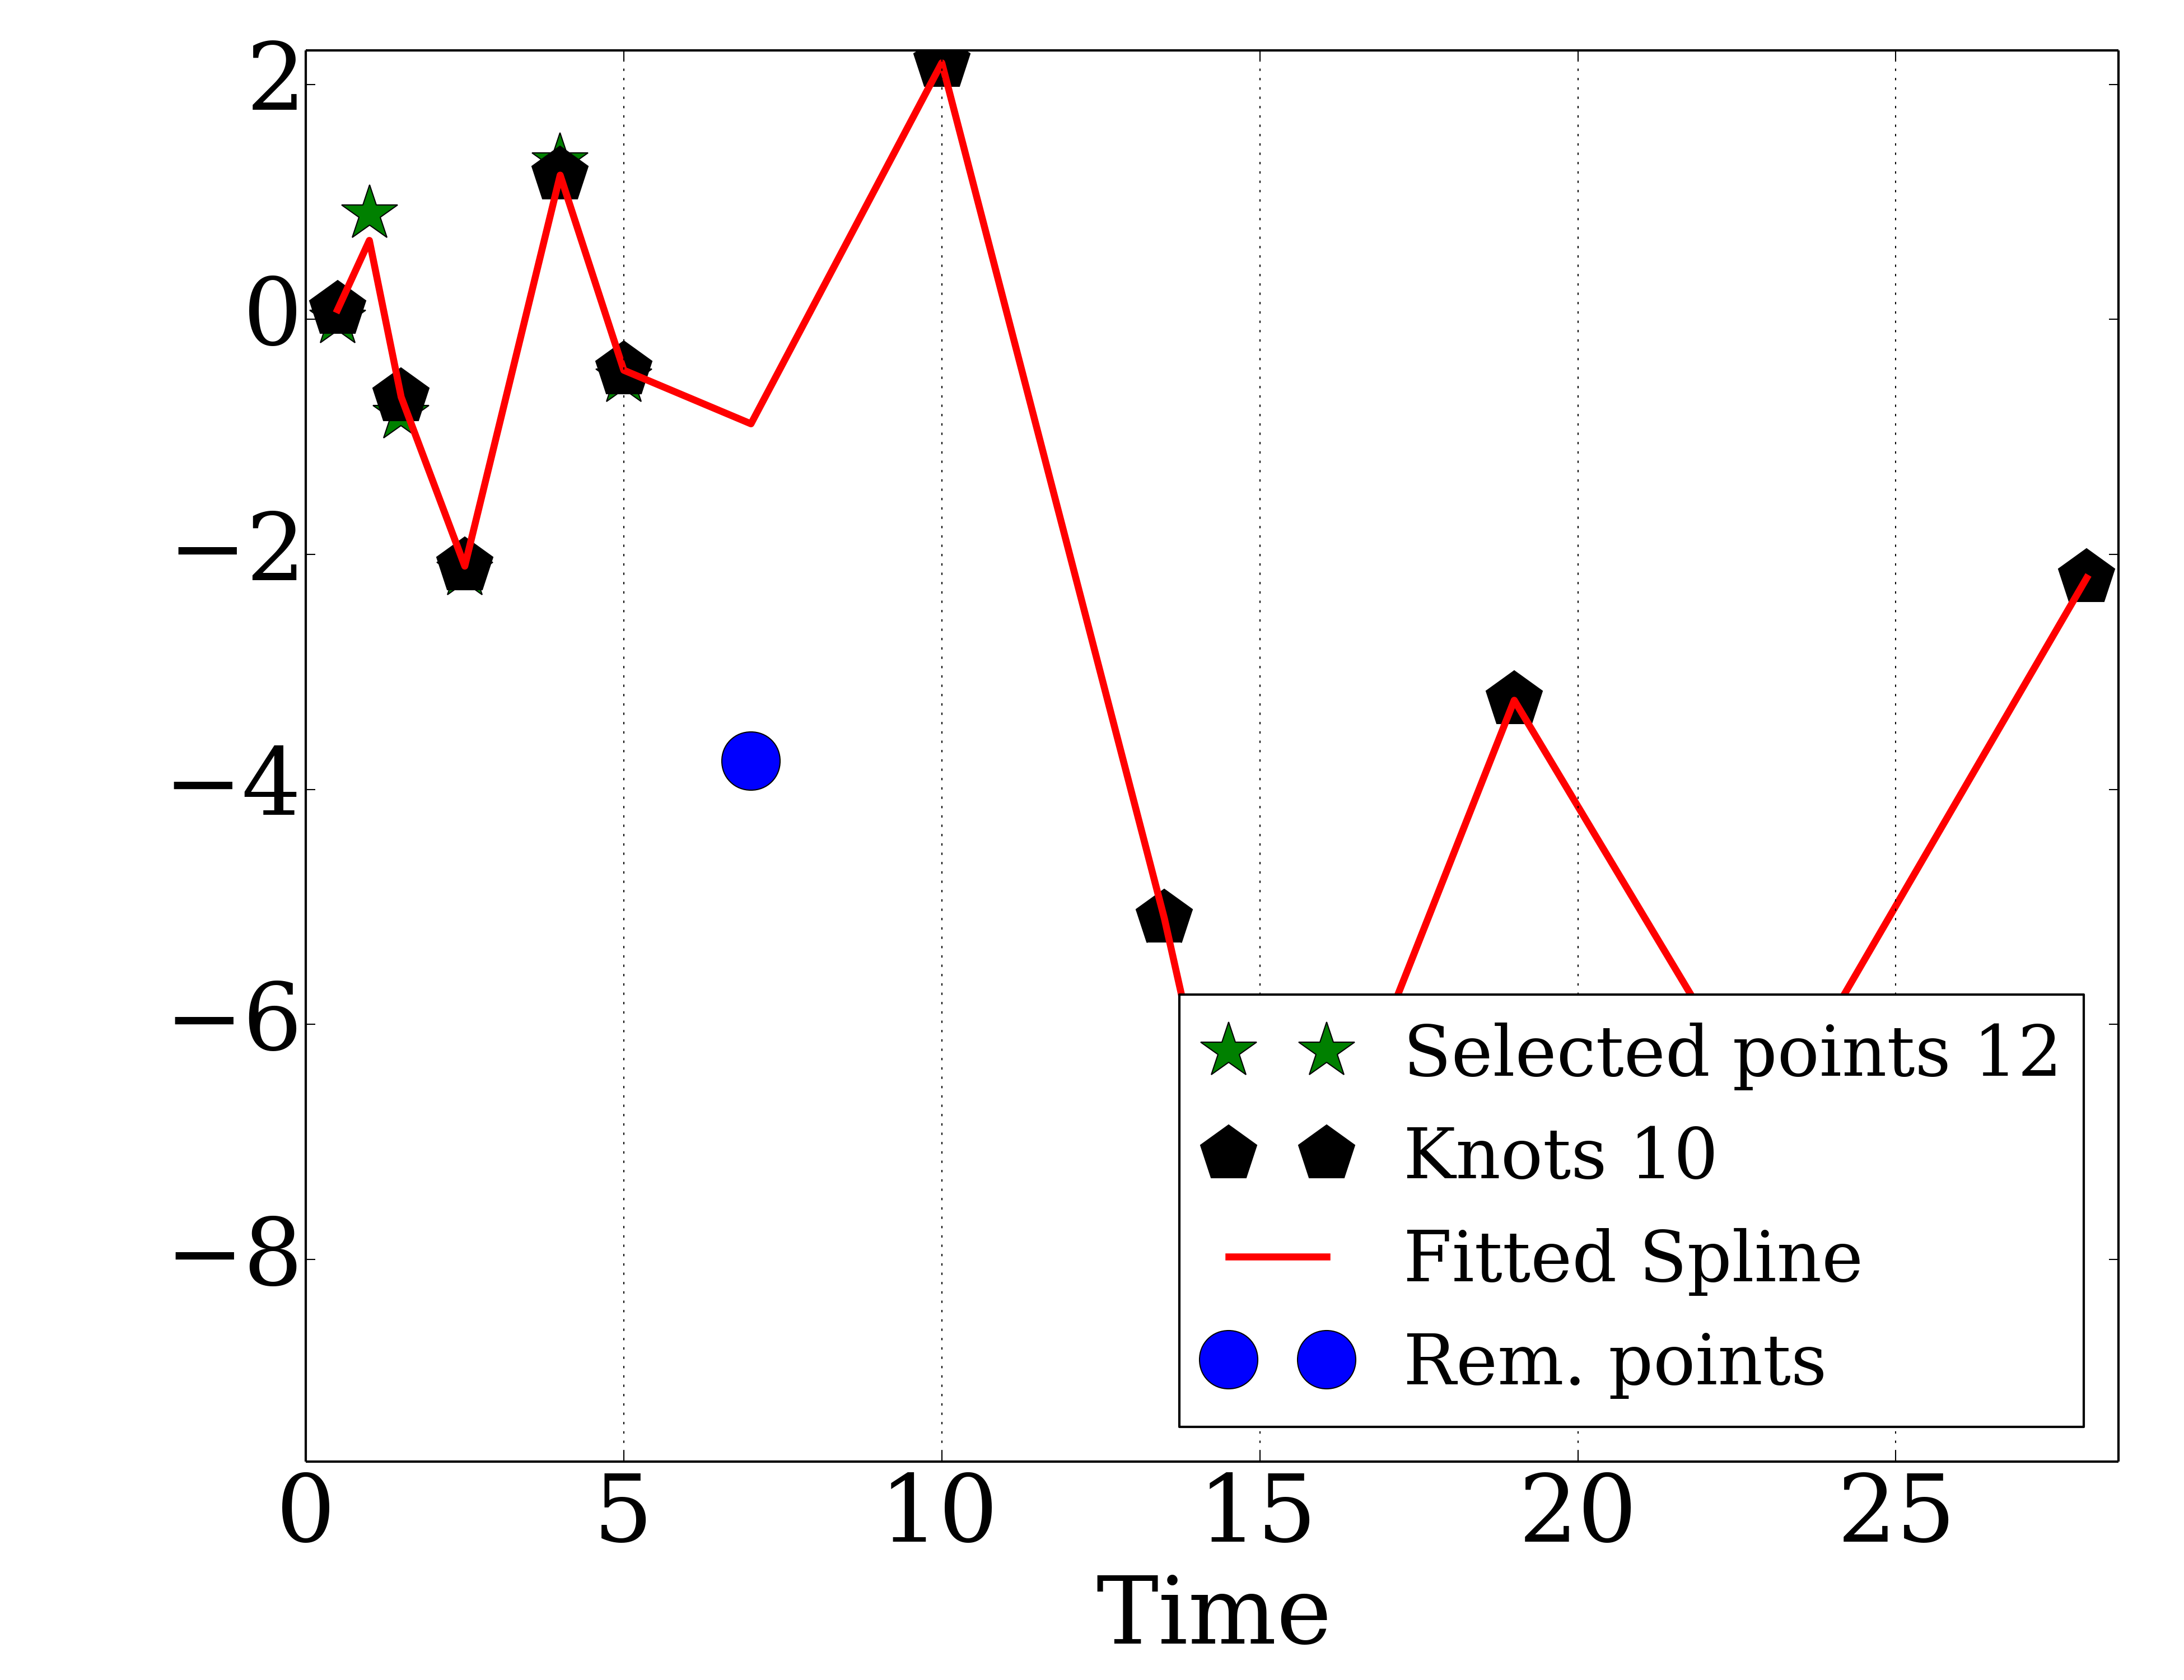 2
0
−2
−4
−6
−8
Selected points 12
Knots 10
Fitted Spline
Rem. points
0 5 10 15 20 25
Time